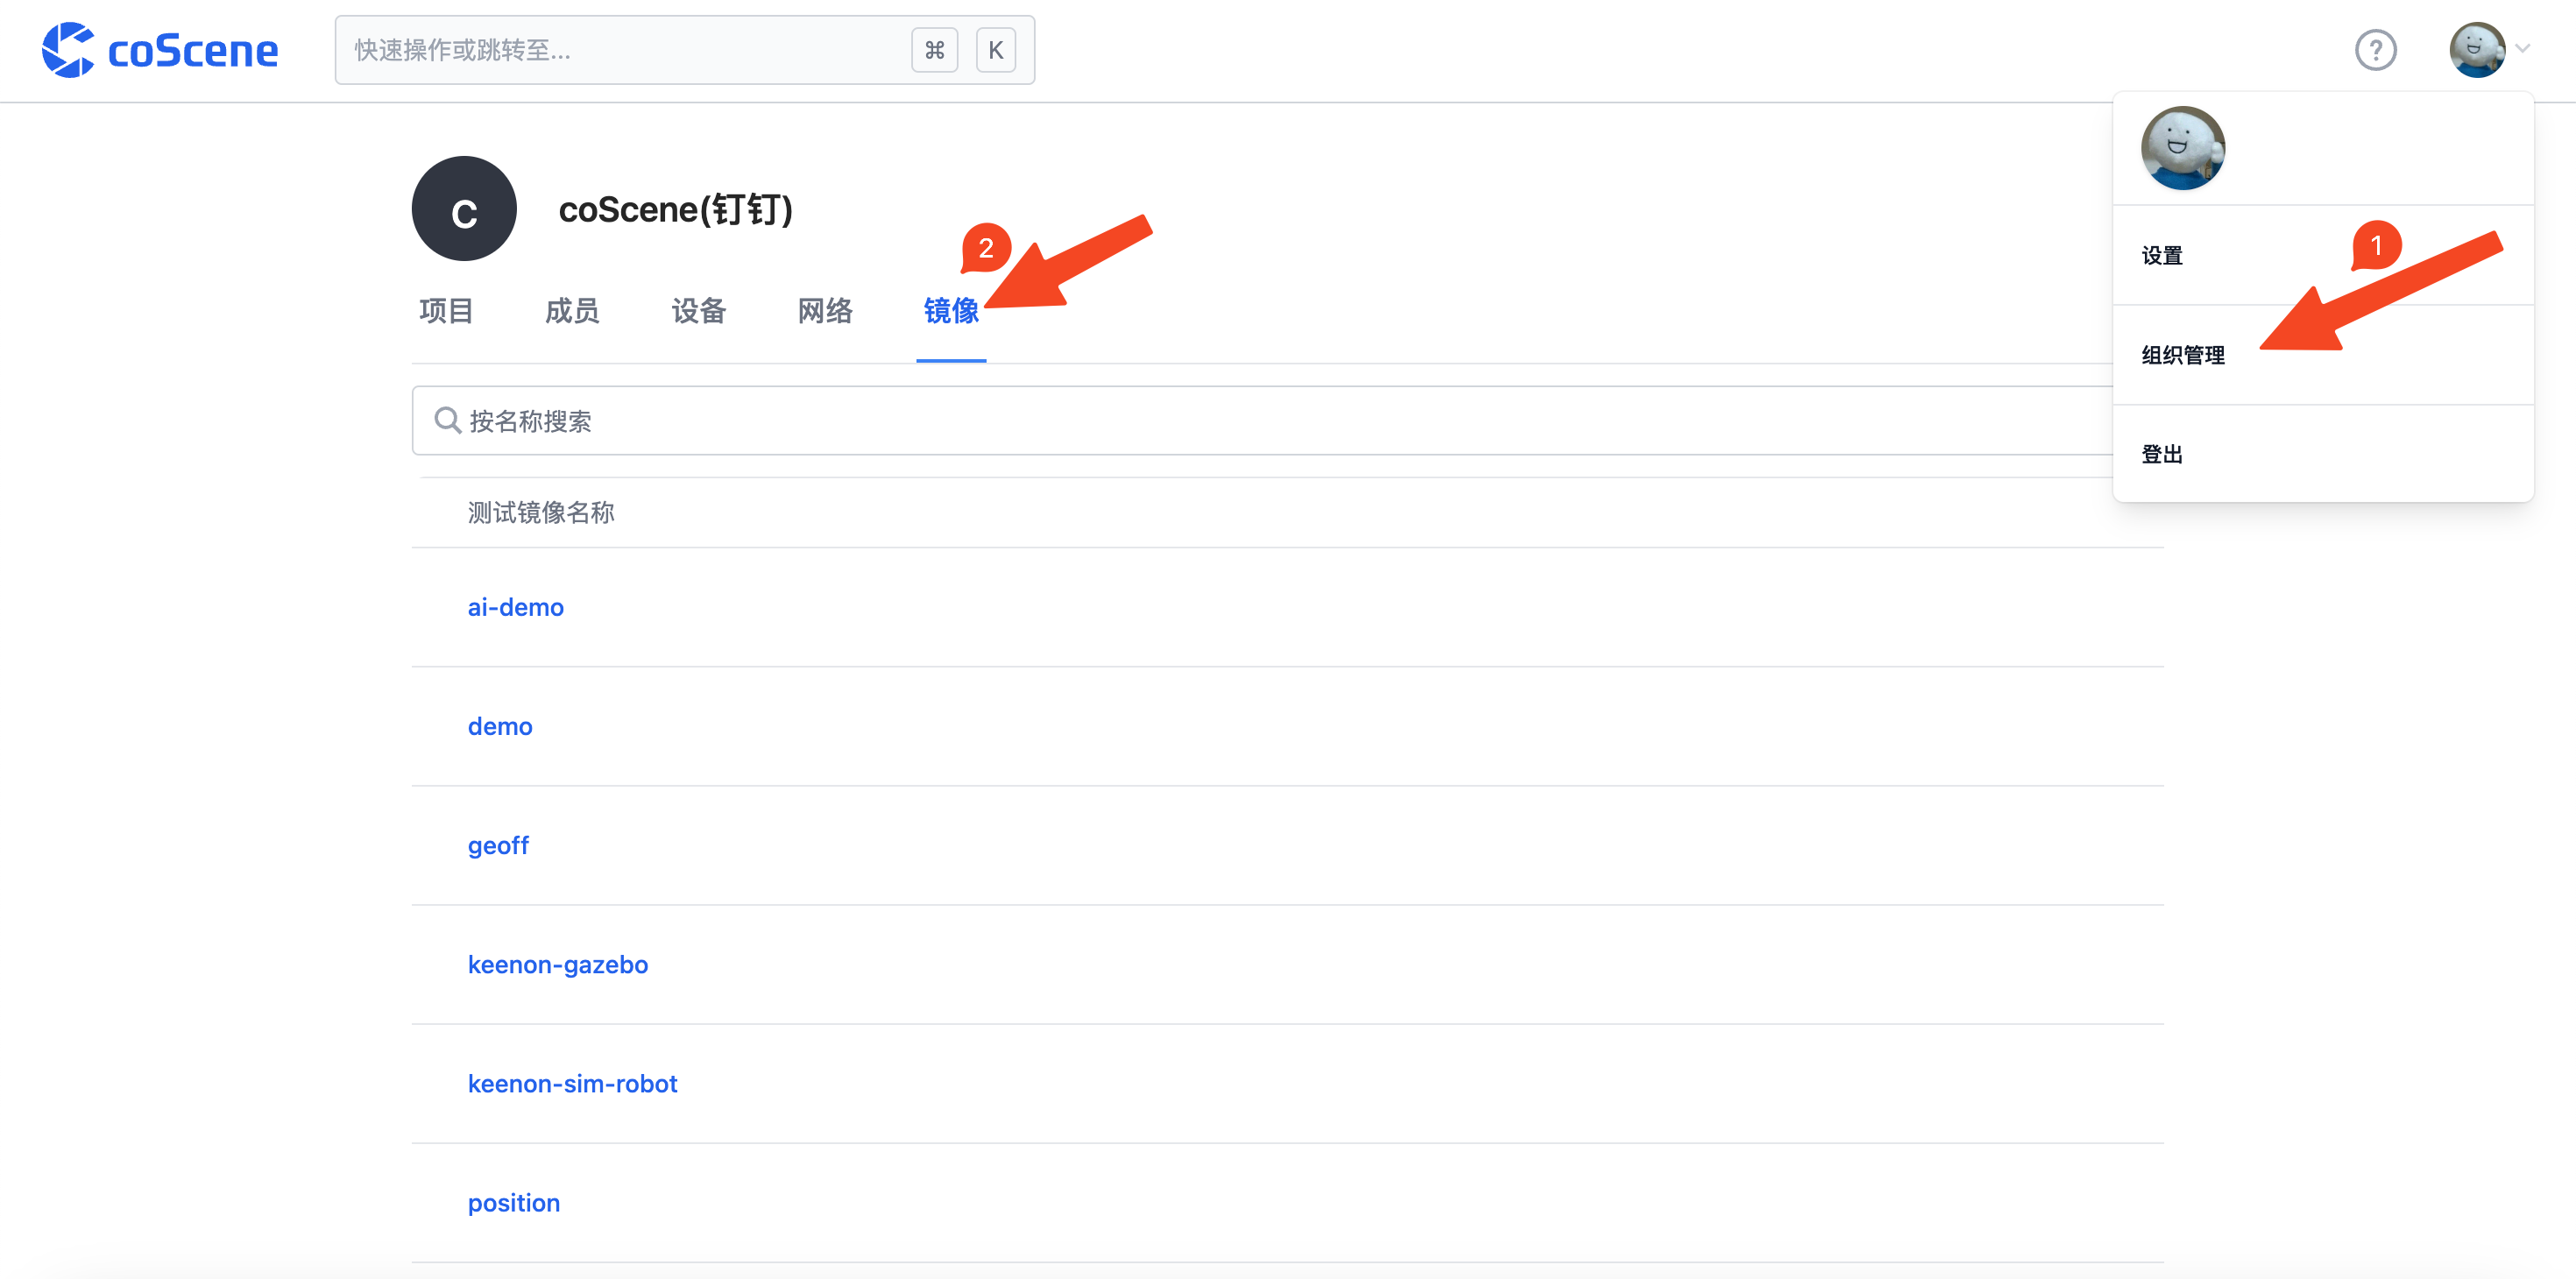 coScene
快速操作或跳转至...
⌘ K
?
C
coScene(钉钉)
2
项目 成员 设备 网络 镜像
1
设置
组织管理
登出
按名称搜索
测试镜像名称
ai-demo
demo
geoff
keenon-gazebo
keenon-sim-robot
position